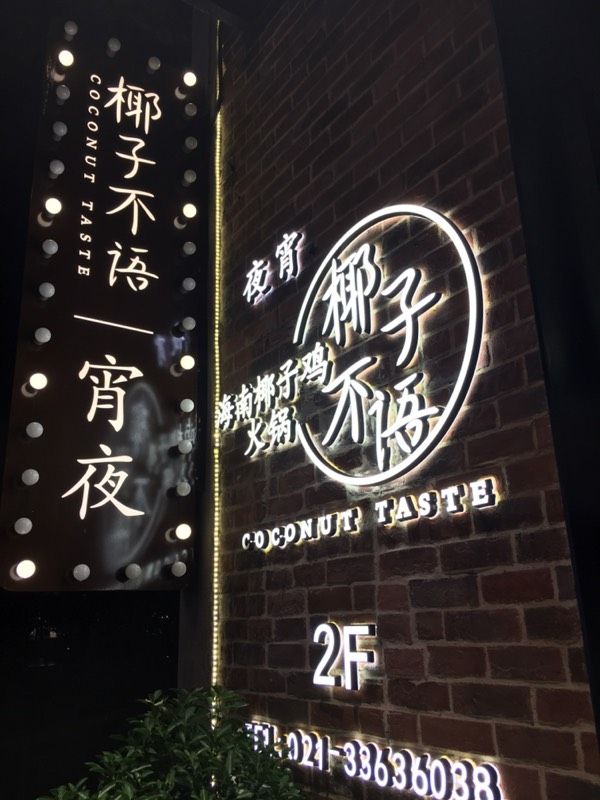 椰子不语
COCONUT TASTE
宵夜
夜宵
椰子
不语
海南椰子鸡
火锅
COCONUT TASTE
2F
TEL:021-33636038